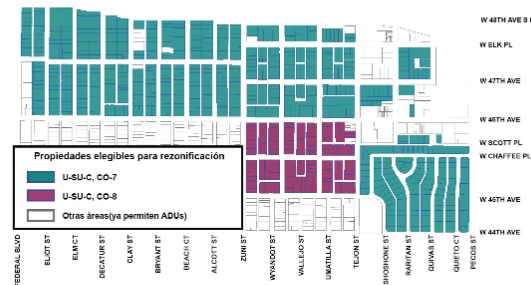 W 48TH AVE S
W ELK PL
W 47TH AVE
W 46TH AVE
W SCOTT PL
W CHAFFEE PL
W 45TH AVE
W 44TH AVE
Propiedades elegibles para rezonificación
U-SU-C, CO-7
U-SU-C, CO-8
Otras áreas(ya permiten ADUs)
FEDERAL BLVD
ELIOT ST
ELM CT
DECATUR ST
CLAY ST
BRYANT ST
BEACH CT
ALCOTT ST
ZUNI ST
WYANDOT ST
VALLEJO ST
UMATILLA ST
TEJON ST
SHOSHONE ST
RARITAN ST
QUIVAS ST
QUIETO CT
PECOS ST